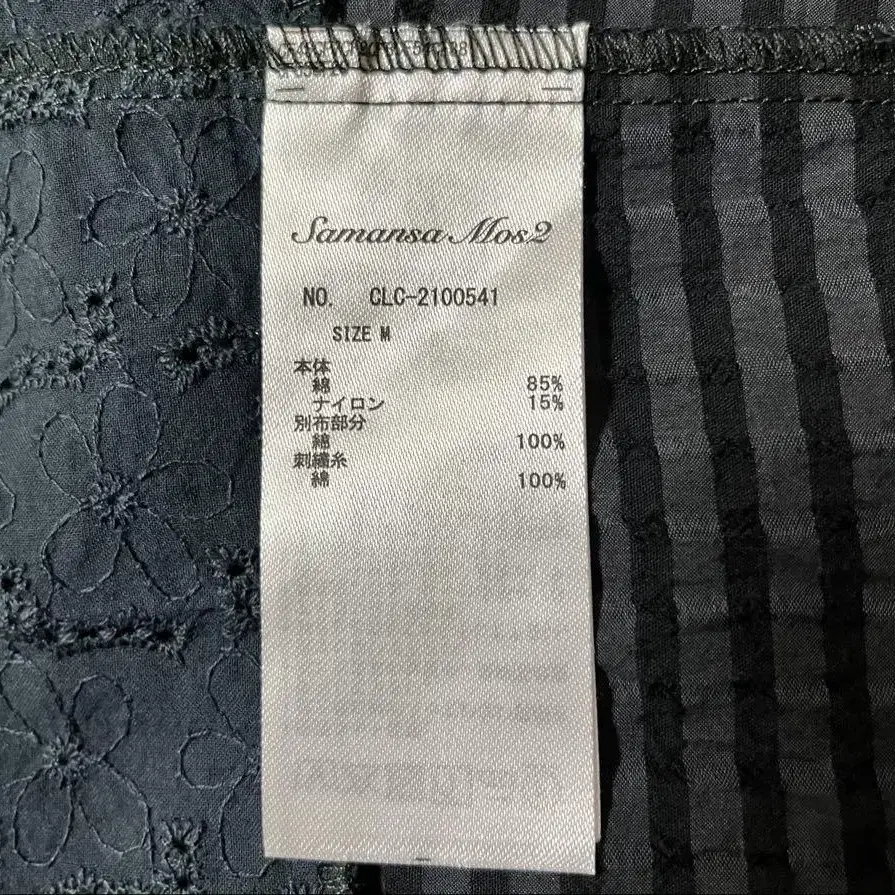 Samansa Mos2
NO. CLC-2100541
SIZE M
本体
綿 85%
ナイロン 15%
別布部分
綿 100%
刺繍糸
綿 100%